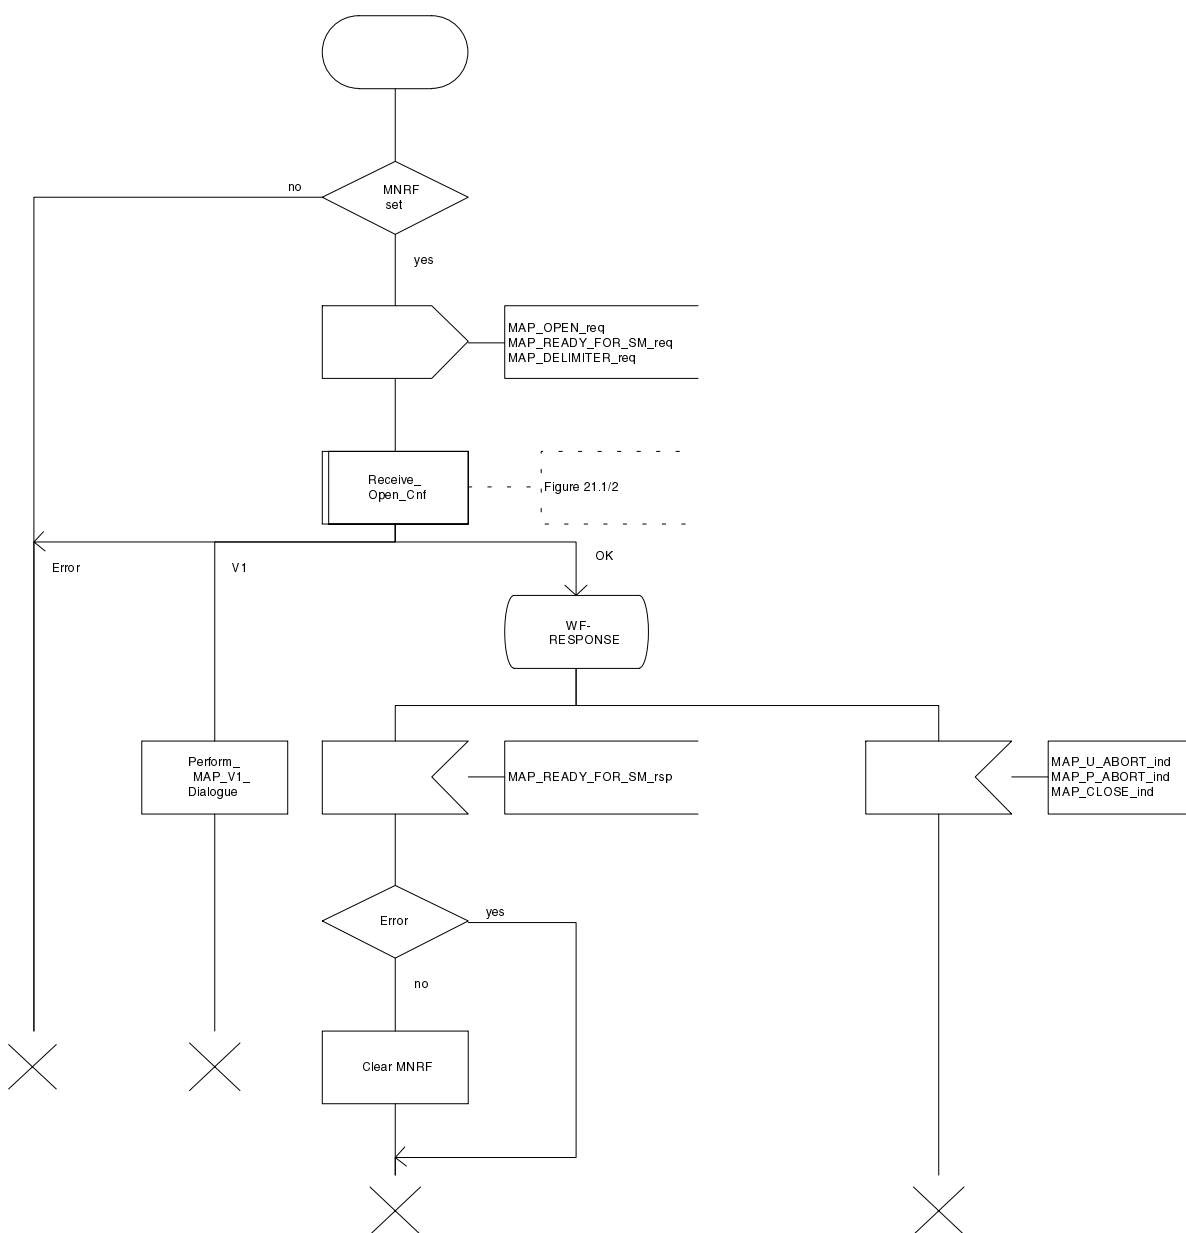 no
MNRF
set
yes
MAP_OPEN_req
MAP_READY_FOR_SM_req
MAP_DELIMITER_req
Receive_
Open_Cnf
Figure 21.1/2
Error
V1
OK
WF-
RESPONSE
Perform_
MAP_V1_
Dialogue
MAP_READY_FOR_SM_rsp
MAP_U_ABORT_ind
MAP_P_ABORT_ind
MAP_CLOSE_ind
Error
yes
no
Clear MNRF